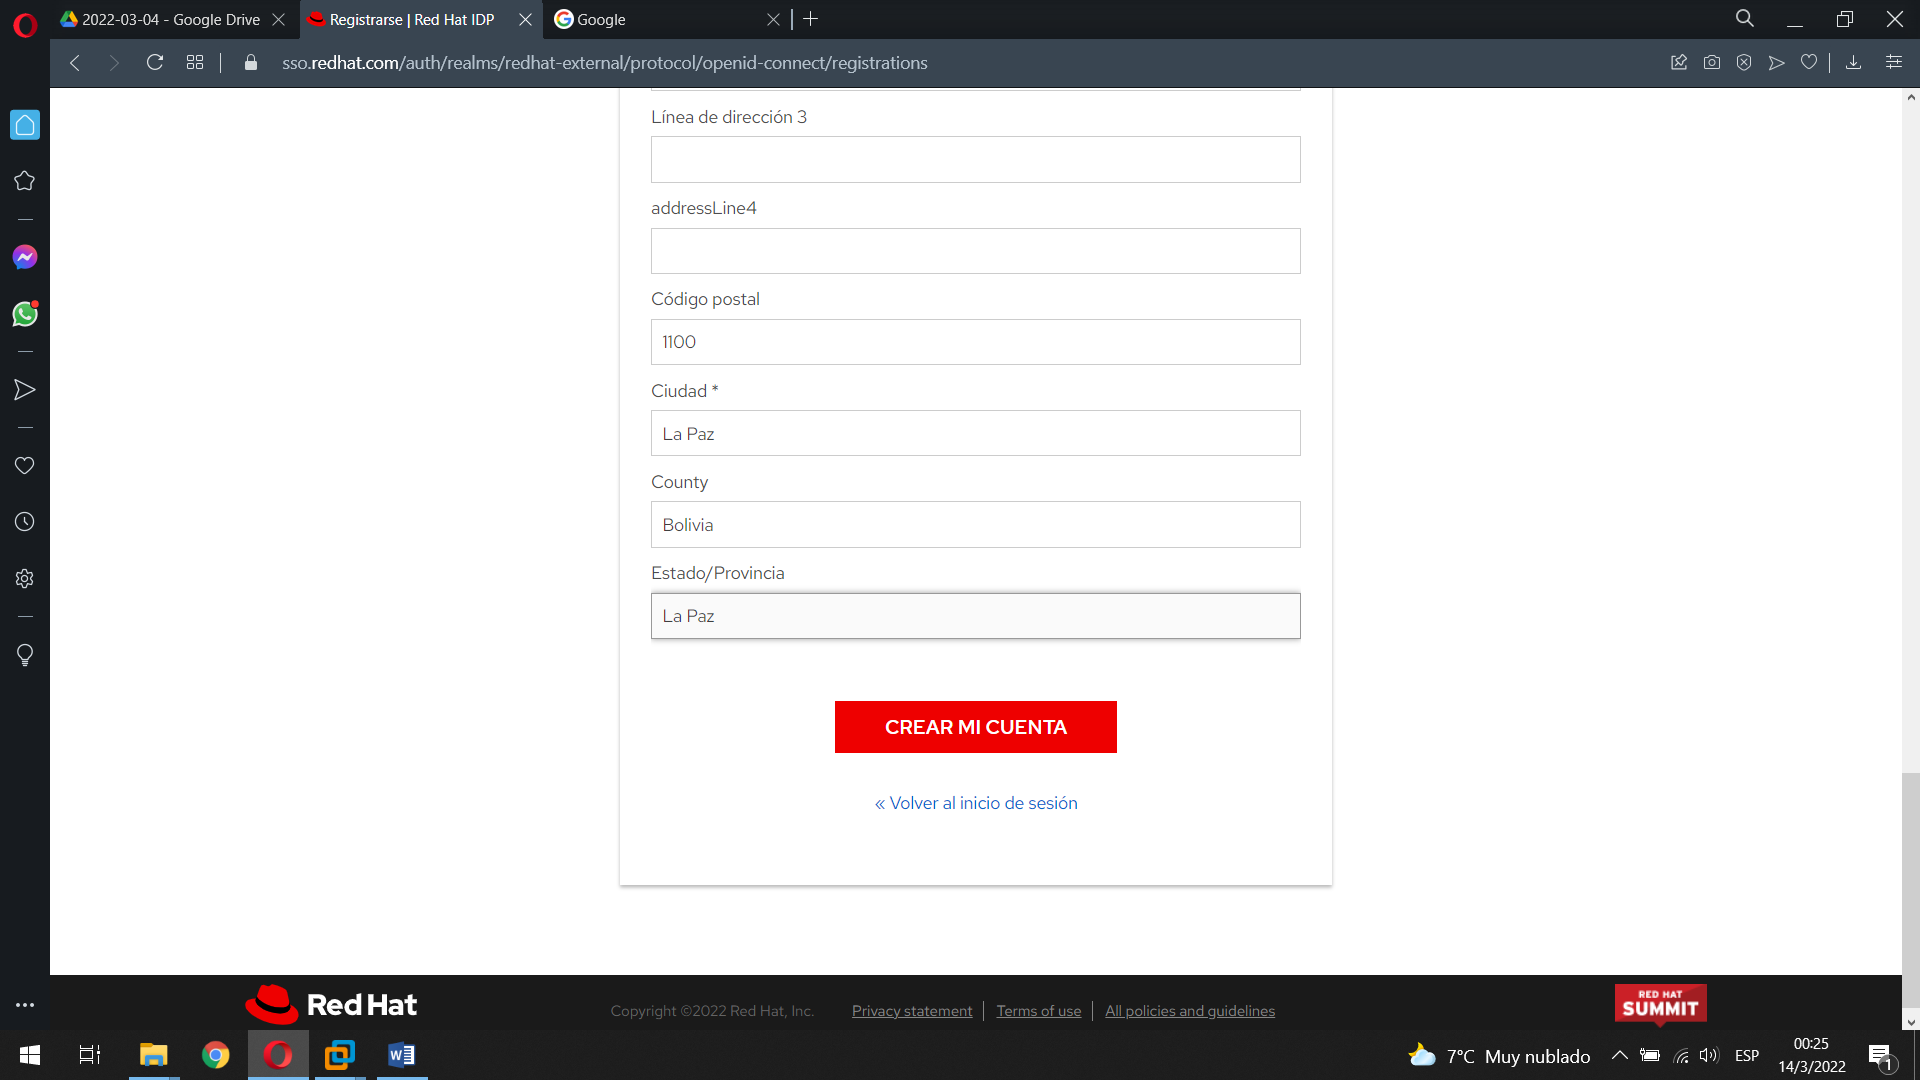 2022-03-04 - Google Drive
Registrarse | Red Hat IDP
Google
sso.redhat.com/auth/realms/redhat-external/protocol/openid-connect/registrations
Línea de dirección 3
addressLine4
Código postal
1100
Ciudad *
La Paz
County
Bolivia
Estado/Provincia
La Paz
CREAR MI CUENTA
« Volver al inicio de sesión
Red Hat
Copyright ©2022 Red Hat, Inc.
Privacy statement
Terms of use
All policies and guidelines
RED HAT
SUMMIT
7°C Muy nublado
ESP
00:25
14/3/2022
1